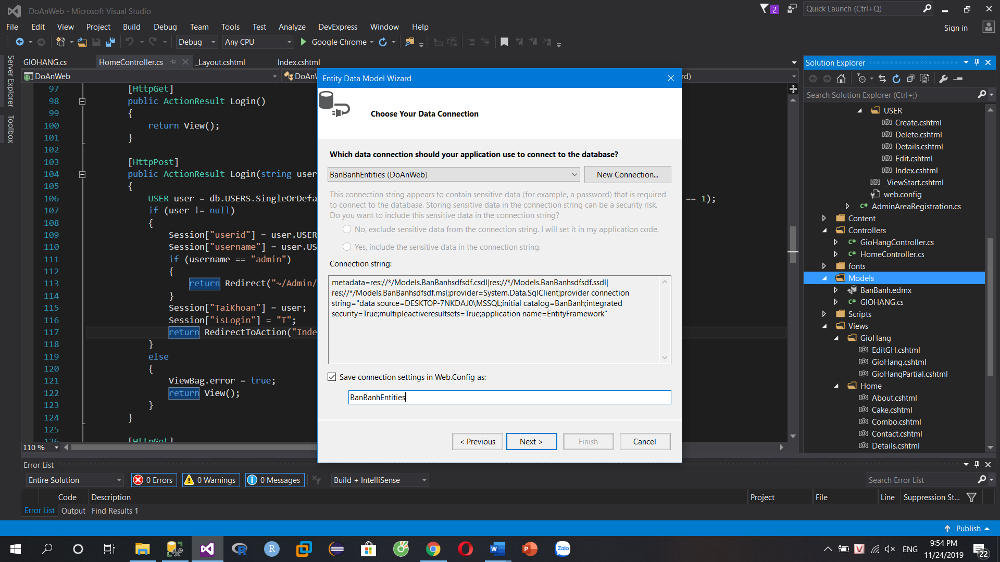 DoAnWeb - Microsoft Visual Studio
2
Quick Launch (Ctrl+Q)
File Edit View Project Build Debug Team Tools Test Analyze DevExpress Window Help
Sign in
Debug Any CPU Google Chrome
Server Explorer
Toolbox
GIOHANG.cs HomeController.cs _Layout.cshtml Index.cshtml
DoAnWeb
97 [HttpGet]
98 public ActionResult Login()
99 {
100 return View();
101 }
102
103 [HttpPost]
104 public ActionResult Login(string user
105 {
106 USER user = db.USERS.SingleOrDefa == 1);
107 if (user != null)
108 {
109 Session["userid"] = user.USER
110 Session["username"] = user.US
111 if (username == "admin")
112 {
113 return Redirect("~/Admin/
114 }
115 Session["TaiKhoan"] = user;
116 Session["isLogin"] = "T";
117 return RedirectToAction("Inde
118 }
119 else
120 {
121 ViewBag.error = true;
122 return View();
123 }
124 }
125
126 [HttpGet]
110 %
Entity Data Model Wizard
Choose Your Data Connection
Which data connection should your application use to connect to the database?
BanBanhEntities (DoAnWeb) New Connection...
This connection string appears to contain sensitive data (for example, a password) that is required
to connect to the database. Storing sensitive data in the connection string can be a security risk.
Do you want to include this sensitive data in the connection string?
No, exclude sensitive data from the connection string. I will set it in my application code.
Yes, include the sensitive data in the connection string.
Connection string:
metadata=res://*/Models.BanBanhsdfsdf.csdl|res://*/Models.BanBanhsdfsdf.ssdl|
res://*/Models.BanBanhsdfsdf.msl;provider=System.Data.SqlClient;provider connection
string="data source=DESKTOP-7NKDAJ0\MSSQL;initial catalog=BanBanh;integrated
security=True;multipleactiveresultsets=True;application name=EntityFramework"
Save connection settings in Web.Config as:
BanBanhEntities
< Previous Next > Finish Cancel
Solution Explorer
Search Solution Explorer (Ctrl+;)
USER
Create.cshtml
Delete.cshtml
Details.cshtml
Edit.cshtml
Index.cshtml
_ViewStart.cshtml
web.config
AdminAreaRegistration.cs
Content
Controllers
GioHangController.cs
HomeController.cs
fonts
Models
BanBanh.edmx
GIOHANG.cs
Scripts
Views
GioHang
EditGH.cshtml
GioHang.cshtml
GioHangPartial.cshtml
Home
About.cshtml
Cake.cshtml
Combo.cshtml
Contact.cshtml
Details.cshtml
Error List
Entire Solution 0 Errors 0 Warnings 0 Messages Build + IntelliSense Search Error List
Code Description Project File Line Suppression St...
Error List Output Find Results 1
Publish
Zalo
ENG
9:54 PM
11/24/2019
22